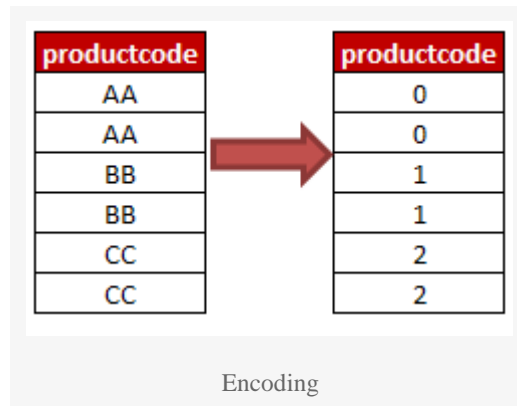 productcode productcode
AA 0
AA 0
BB 1
BB 1
CC 2
CC 2
Encoding